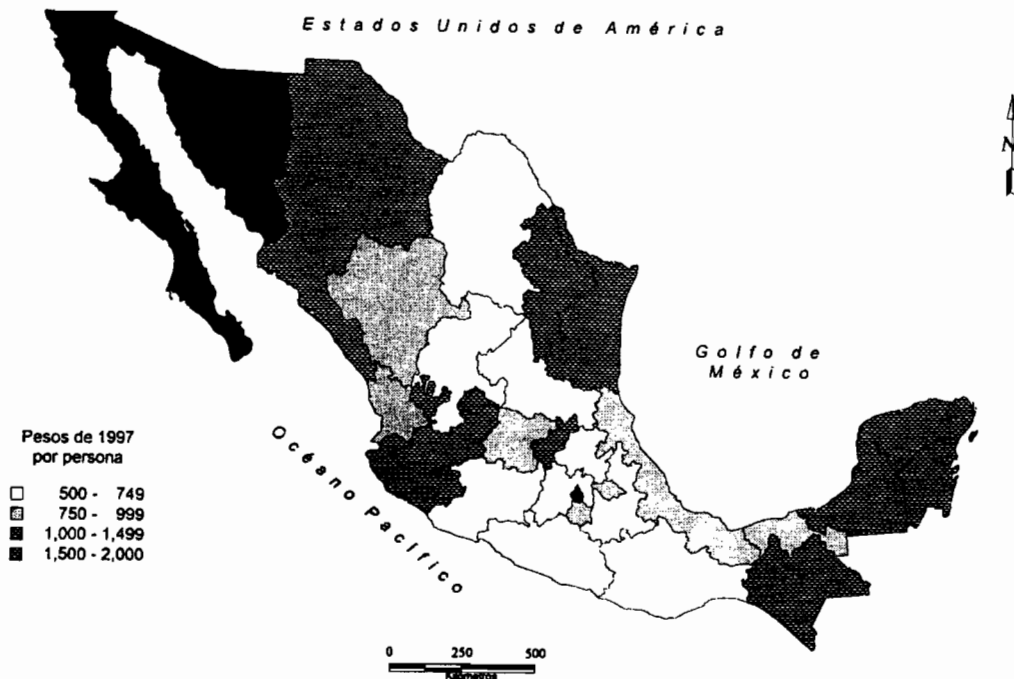 Estados Unidos de América
N
Golfo de
México
Océano Pacífico
Pesos de 1997
por persona
500 - 749
750 - 999
1,000 - 1,499
1,500 - 2,000
0 250 500
Kilómetros